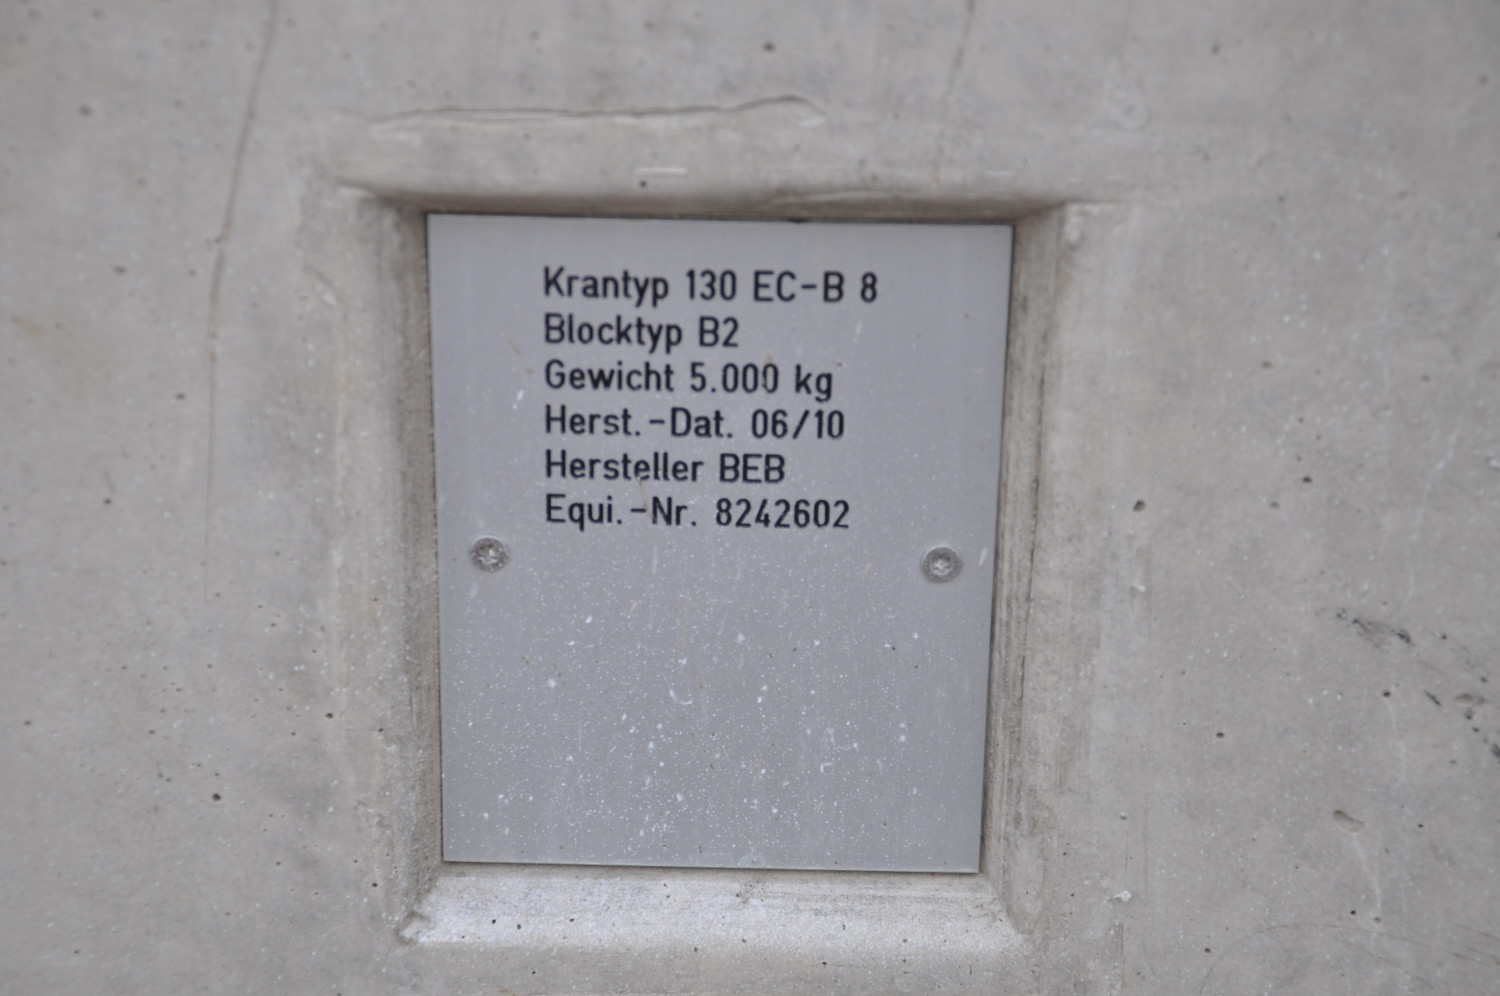 Krantyp 130 EC-B 8
Blocktyp B2
Gewicht 5.000 kg
Herst.-Dat. 06/10
Hersteller BEB
Equi.-Nr. 8242602